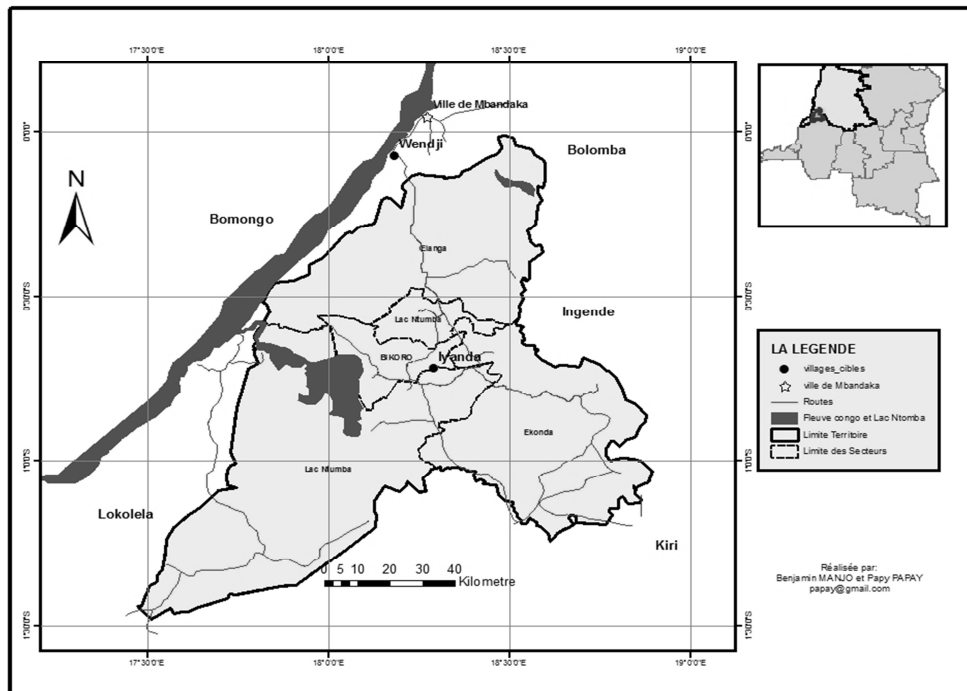 17°30'0"E
18°0'0"E
18°30'0"E
19°0'0"E
Ville de Mbandaka
0°0'0"
0°0'0"
Wendji
Bolomba
N
Bomongo
Elanga
0°30'0"S
0°30'0"S
Ingende
Lac Ntumba
BIKORO
Iyanda
Ekonda
Lac Ntumba
1°0'0"S
1°0'0"S
Lokolela
Kiri
0 5 10 20 30 40
Kilometre
1°30'0"S
1°30'0"S
17°30'0"E
18°0'0"E
18°30'0"E
19°0'0"E
LA LEGENDE
villages_cibles
ville de Mbandaka
Routes
Fleuve congo et Lac Ntomba
Limite Territoire
Limite des Secteurs
Réalisée par:
Benjamin MANJO et Papy PAPAY
papay@gmail.com